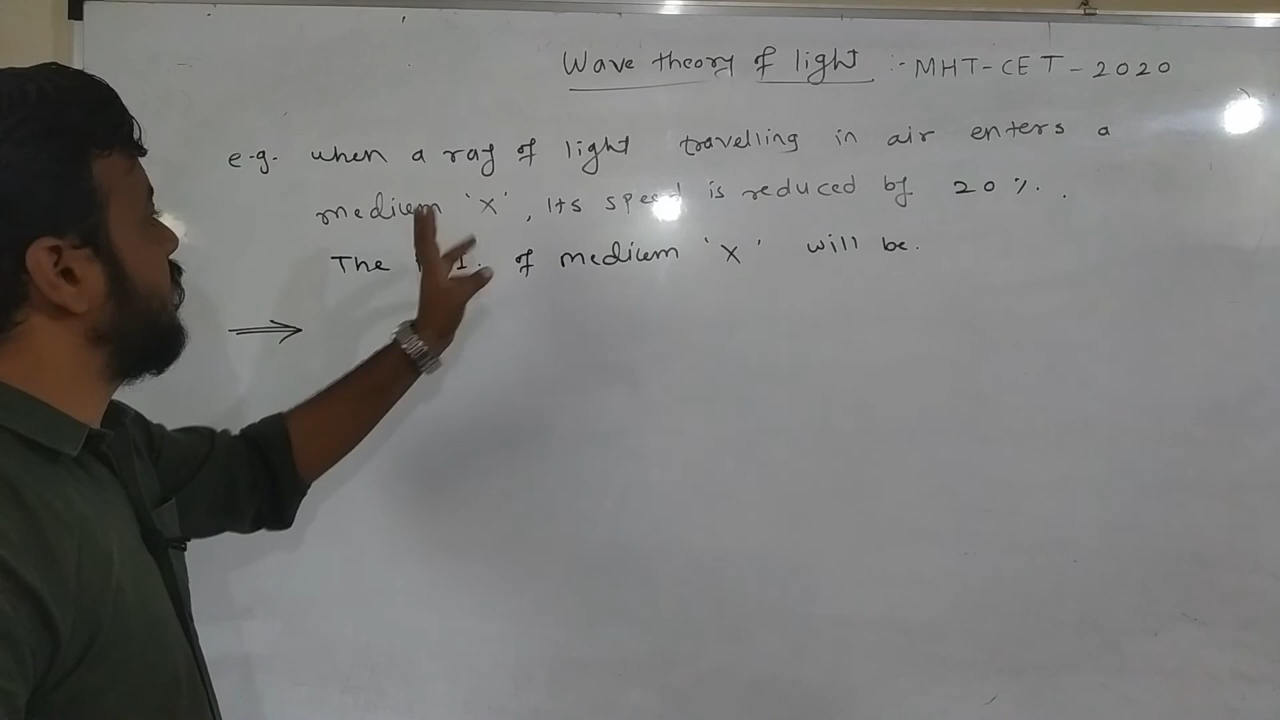 Wave theory of light :- MHT-CET-2020
e.g. when a ray of light travelling in air enters a
medium 'x', Its speed is reduced by 20%.
The I. of medium 'x' will be.
⟹